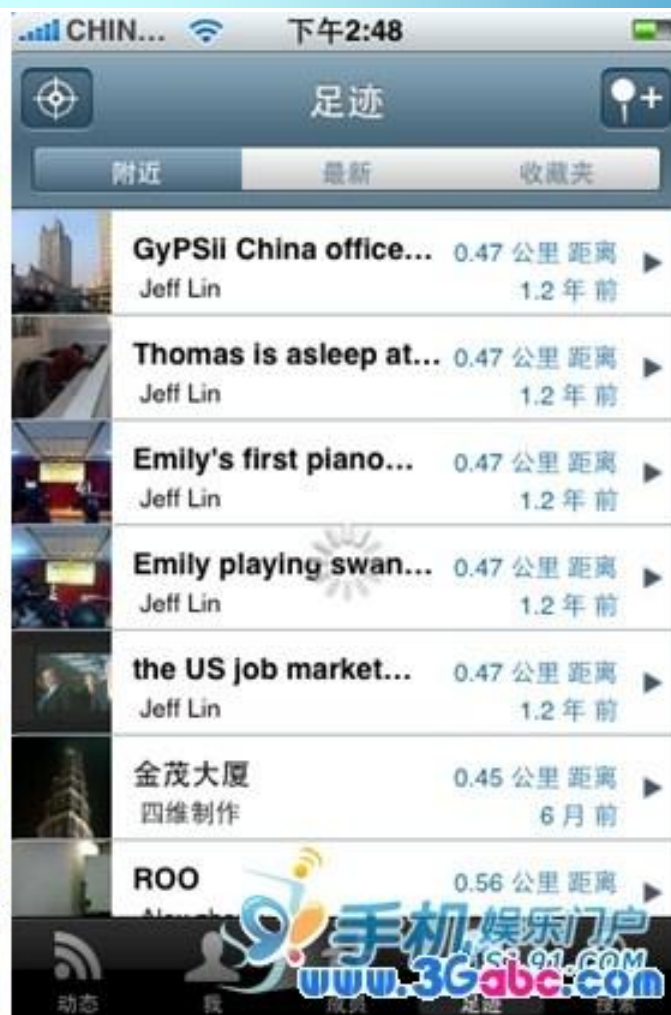 CHIN... 下午2:48
足迹
附近 最新 收藏夹
GyPSii China office... 0.47 公里 距离
Jeff Lin 1.2 年 前
Thomas is asleep at... 0.47 公里 距离
Jeff Lin 1.2 年 前
Emily's first piano... 0.47 公里 距离
Jeff Lin 1.2 年 前
Emily playing swan... 0.47 公里 距离
Jeff Lin 1.2 年 前
the US job market... 0.47 公里 距离
Jeff Lin 1.2 年 前
金茂大厦 0.45 公里 距离
四维制作 6 月 前
ROO 0.56 公里 距离
手机娱乐门户
www.3Gabc.com
动态 我 成员 足迹 搜索